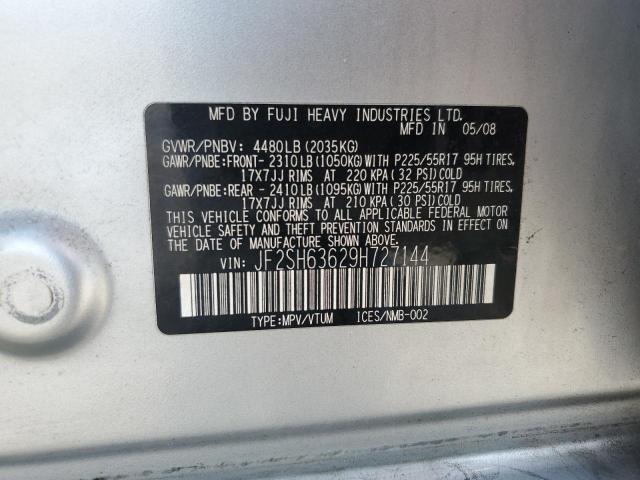 MFD BY FUJI HEAVY INDUSTRIES LTD.
MFD IN 05/08
GVWR/PNBV: 4480LB (2035KG)
GAWR/PNBE:FRONT- 2310LB(1050KG)WITH P225/55R17 95H TIRES,
17X7JJ RIMS AT 220 KPA (32 PSI)COLD
GAWR/PNBE:REAR - 2410LB(1095KG)WITH P225/55R17 95H TIRES,
17X7JJ RIMS AT 210 KPA (30 PSI)COLD
THIS VEHICLE CONFORMS TO ALL APPLICABLE FEDERAL MOTOR
VEHICLE SAFETY AND THEFT PREVENTION STANDARDS IN EFFECT ON
THE DATE OF MANUFACTURE SHOWN ABOVE.
VIN: JF2SH63629H727144
TYPE:MPV/VTUM ICES/NMB-002